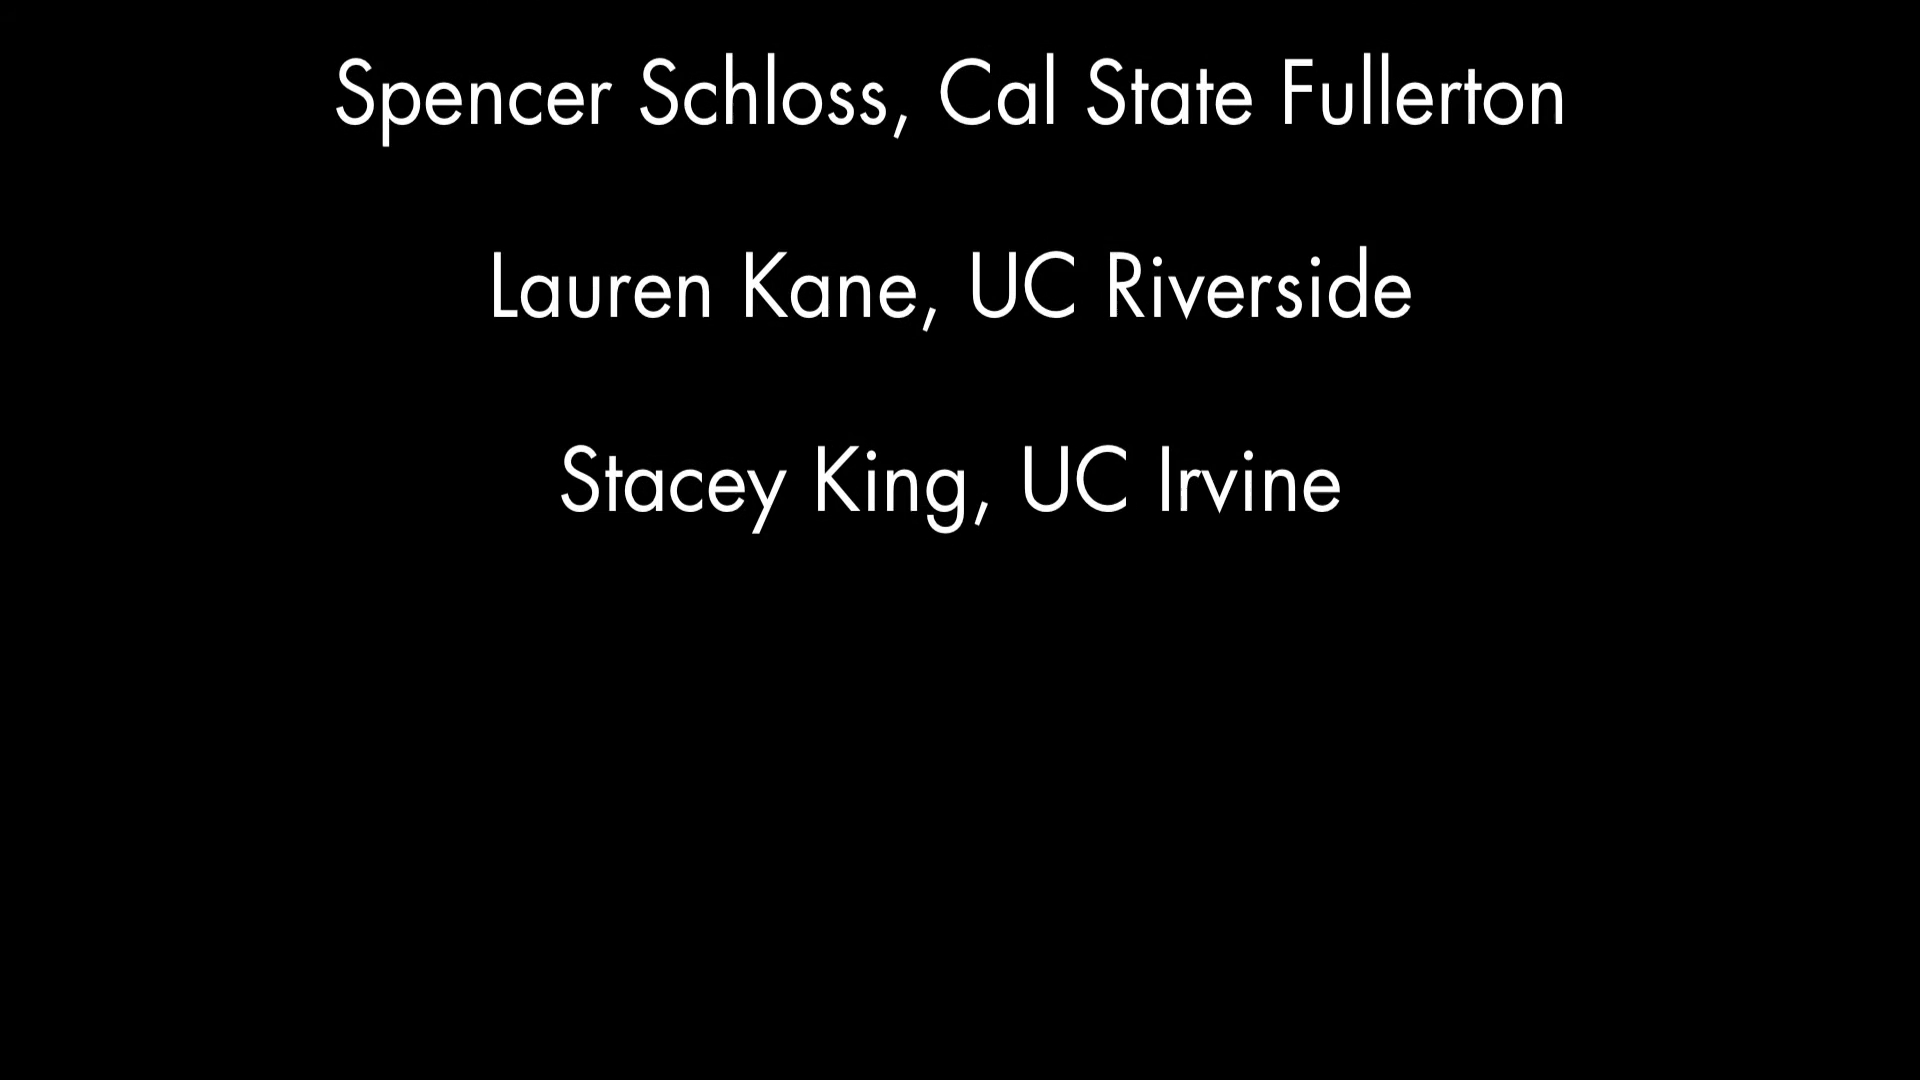 Spencer Schloss, Cal State Fullerton
Lauren Kane, UC Riverside
Stacey King, UC Irvine